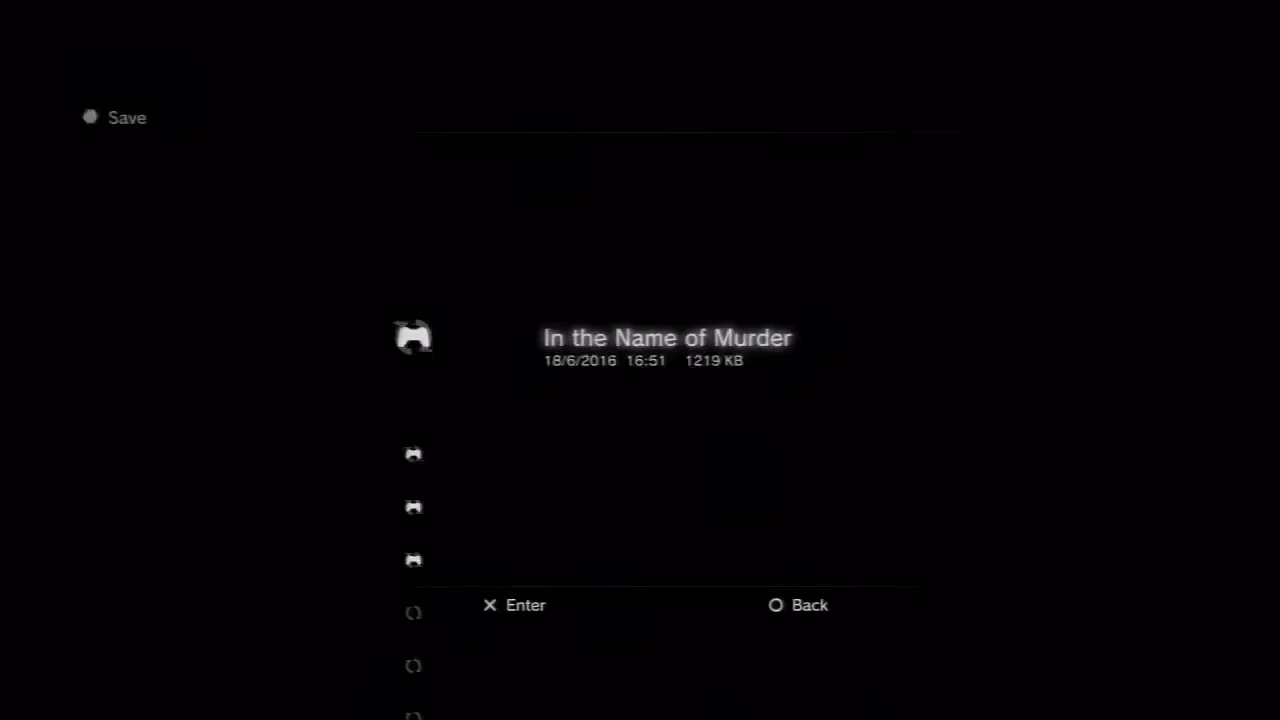 Save
In the Name of Murder
18/6/2016 16:51 1219 KB
Enter
Back